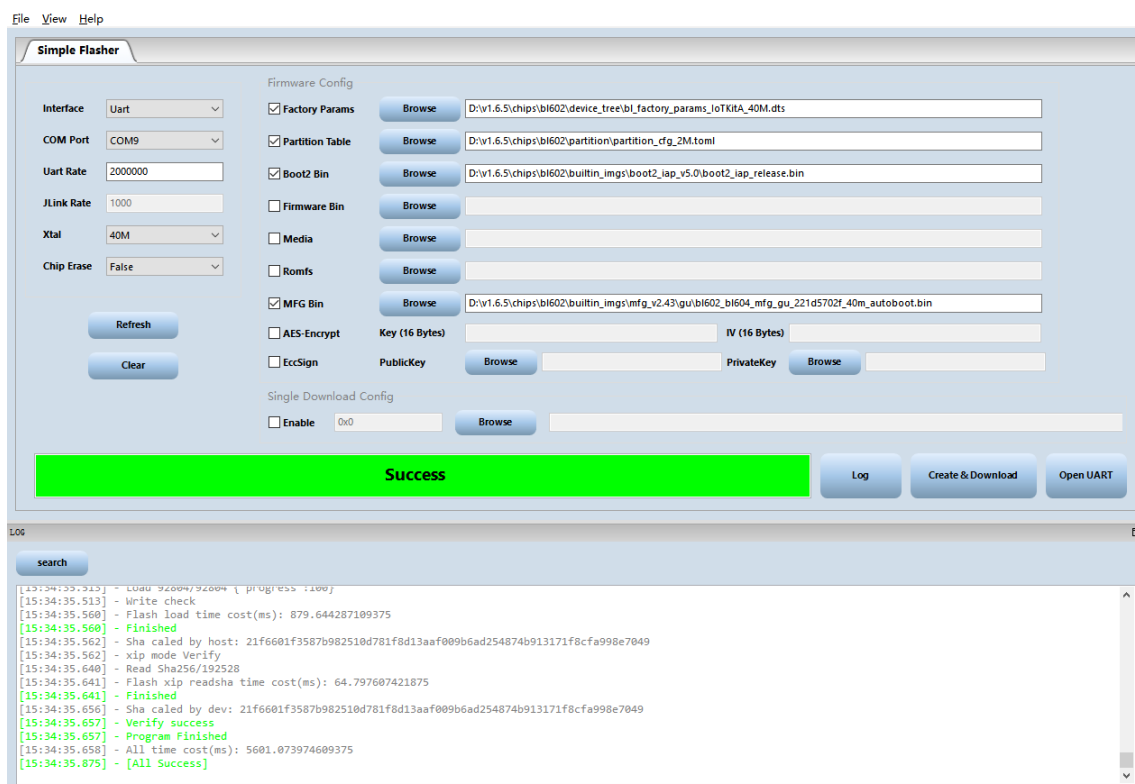 File View Help
Simple Flasher
Firmware Config
Interface Uart
Factory Params Browse D:\v1.6.5\chips\bl602\device_tree\bl_factory_params_IoTKitA_40M.dts
COM Port COM9
Partition Table Browse D:\v1.6.5\chips\bl602\partition\partition_cfg_2M.toml
Uart Rate 2000000
Boot2 Bin Browse D:\v1.6.5\chips\bl602\builtin_imgs\boot2_iap_v5.0\boot2_iap_release.bin
JLink Rate 1000
Firmware Bin Browse
Xtal 40M
Media Browse
Chip Erase False
Romfs Browse
MFG Bin Browse D:\v1.6.5\chips\bl602\builtin_imgs\mfg_v2.43\gu\bl602_bl604_mfg_gu_221d5702f_40m_autoboot.bin
Refresh
AES-Encrypt Key (16 Bytes) IV (16 Bytes)
Clear
EccSign PublicKey Browse PrivateKey Browse
Single Download Config
Enable 0x0 Browse
Success
Log Create & Download Open UART
LOG
search
[15:34:35.513] - Load 92804/92804 { progress :100}
[15:34:35.513] - Write check
[15:34:35.560] - Flash load time cost(ms): 879.644287109375
[15:34:35.560] - Finished
[15:34:35.562] - Sha caled by host: 21f6601f3587b982510d781f8d13aaf009b6ad254874b913171f8cfa998e7049
[15:34:35.562] - xip mode Verify
[15:34:35.640] - Read Sha256/192528
[15:34:35.641] - Flash xip readsha time cost(ms): 64.797607421875
[15:34:35.641] - Finished
[15:34:35.656] - Sha caled by dev: 21f6601f3587b982510d781f8d13aaf009b6ad254874b913171f8cfa998e7049
[15:34:35.657] - Verify success
[15:34:35.657] - Program Finished
[15:34:35.658] - All time cost(ms): 5601.073974609375
[15:34:35.875] - [All Success]